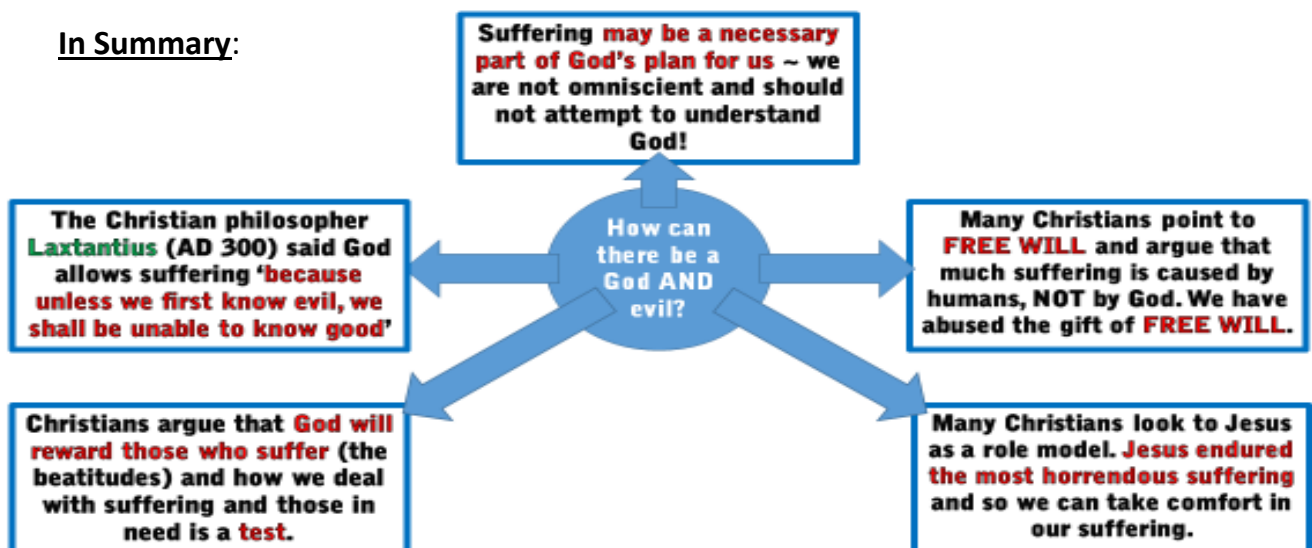 In Summary:
Suffering may be a necessary
part of God's plan for us ~ we
are not omniscient and should
not attempt to understand
God!
The Christian philosopher
Laxtantius (AD 300) said God
allows suffering ‘because
unless we first know evil, we
shall be unable to know good’
How can
there be a
God AND
evil?
Many Christians point to
FREE WILL and argue that
much suffering is caused by
humans, NOT by God. We have
abused the gift of FREE WILL.
Christians argue that God will
reward those who suffer (the
beatitudes) and how we deal
with suffering and those in
need is a test.
Many Christians look to Jesus
as a role model. Jesus endured
the most horrendous suffering
and so we can take comfort in
our suffering.